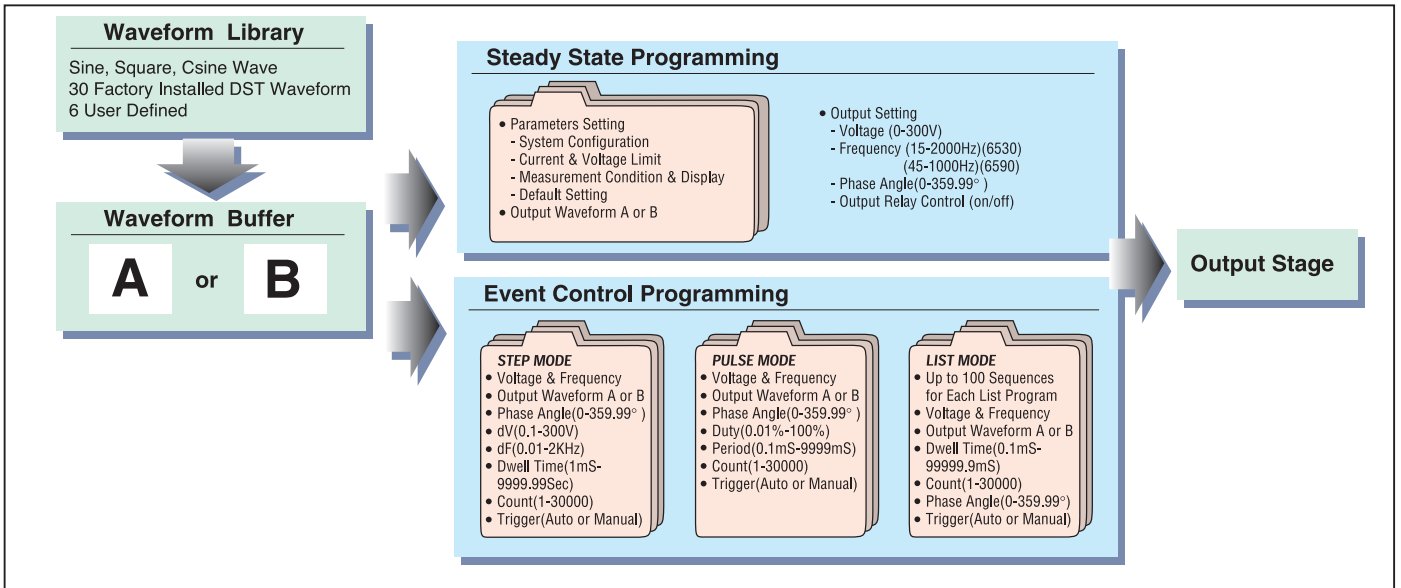 Waveform Library
Sine, Square, Csine Wave
30 Factory Installed DST Waveform
6 User Defined
Waveform Buffer
A or B
Steady State Programming
• Parameters Setting
- System Configuration
- Current & Voltage Limit
- Measurement Condition & Display
- Default Setting
• Output Waveform A or B
• Output Setting
- Voltage (0-300V)
- Frequency (15-2000Hz)(6530)
(45-1000Hz)(6590)
- Phase Angle(0-359.99° )
- Output Relay Control (on/off)
Event Control Programming
STEP MODE
• Voltage & Frequency
• Output Waveform A or B
• Phase Angle(0-359.99° )
• dV(0.1-300V)
• dF(0.01-2KHz)
• Dwell Time(1mS-
9999.99Sec)
• Count(1-30000)
• Trigger(Auto or Manual)
PULSE MODE
• Voltage & Frequency
• Output Waveform A or B
• Phase Angle(0-359.99° )
• Duty(0.01%-100%)
• Period(0.1mS-9999mS)
• Count(1-30000)
• Trigger(Auto or Manual)
LIST MODE
• Up to 100 Sequences
for Each List Program
• Voltage & Frequency
• Output Waveform A or B
• Dwell Time(0.1mS-
99999.9mS)
• Count(1-30000)
• Phase Angle(0-359.99°)
• Trigger(Auto or Manual)
Output Stage